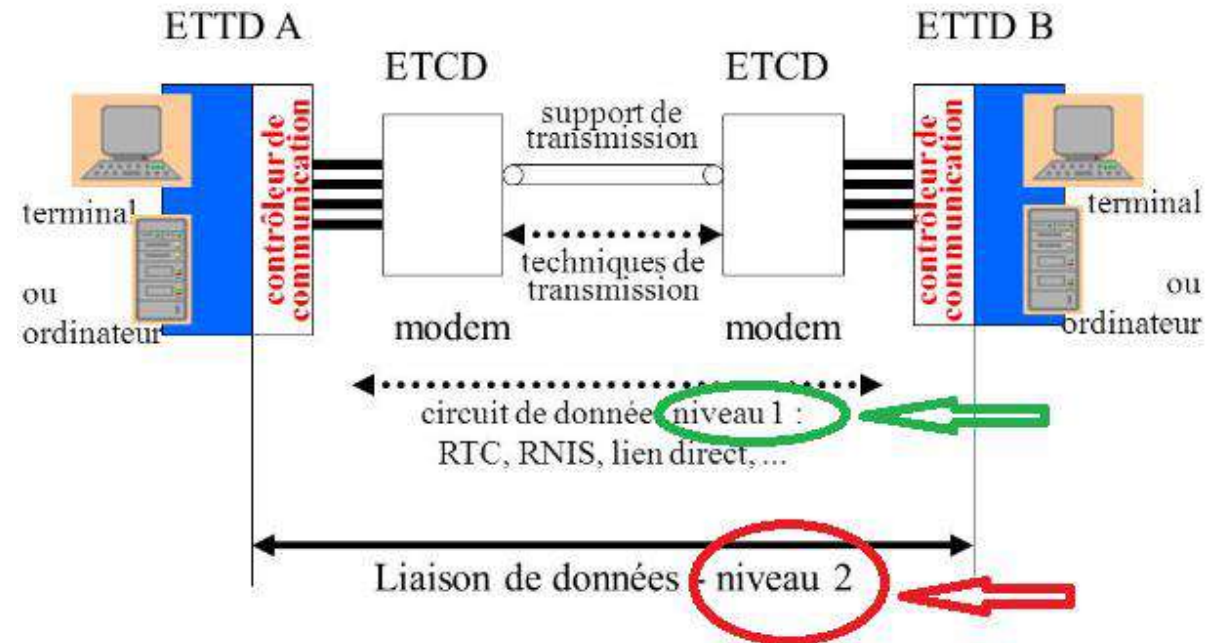 ETTD A
ETTD B
ETCD
ETCD
contrôleur de
communication
support de
transmission
contrôleur de
communication
terminal
terminal
techniques de
transmission
ou
ordinateur
ou
ordinateur
modem
modem
circuit de donnée niveau 1 :
RTC, RNIS, lien direct, ...
Liaison de données - niveau 2